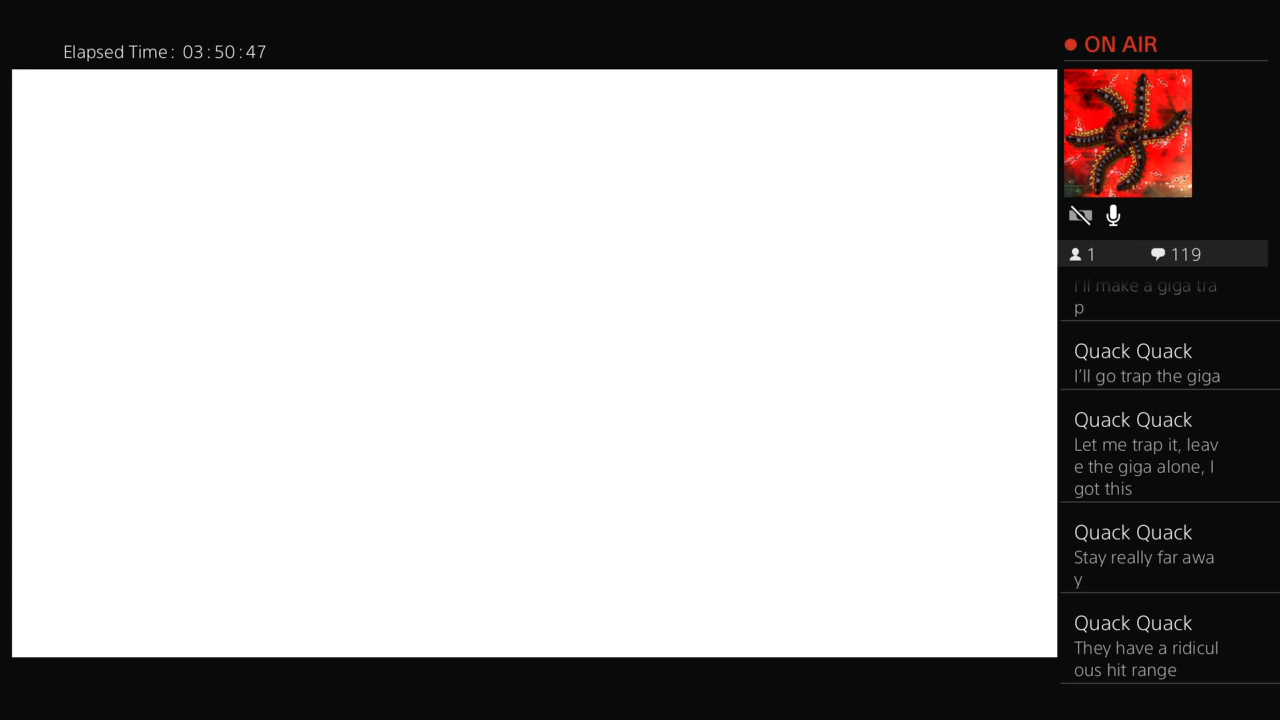 Elapsed Time: 03:50:47
ON AIR
1 119
I'll make a giga tra
p
Quack Quack
I'll go trap the giga
Quack Quack
Let me trap it, leav
e the giga alone, I
got this
Quack Quack
Stay really far awa
y
Quack Quack
They have a ridicul
ous hit range